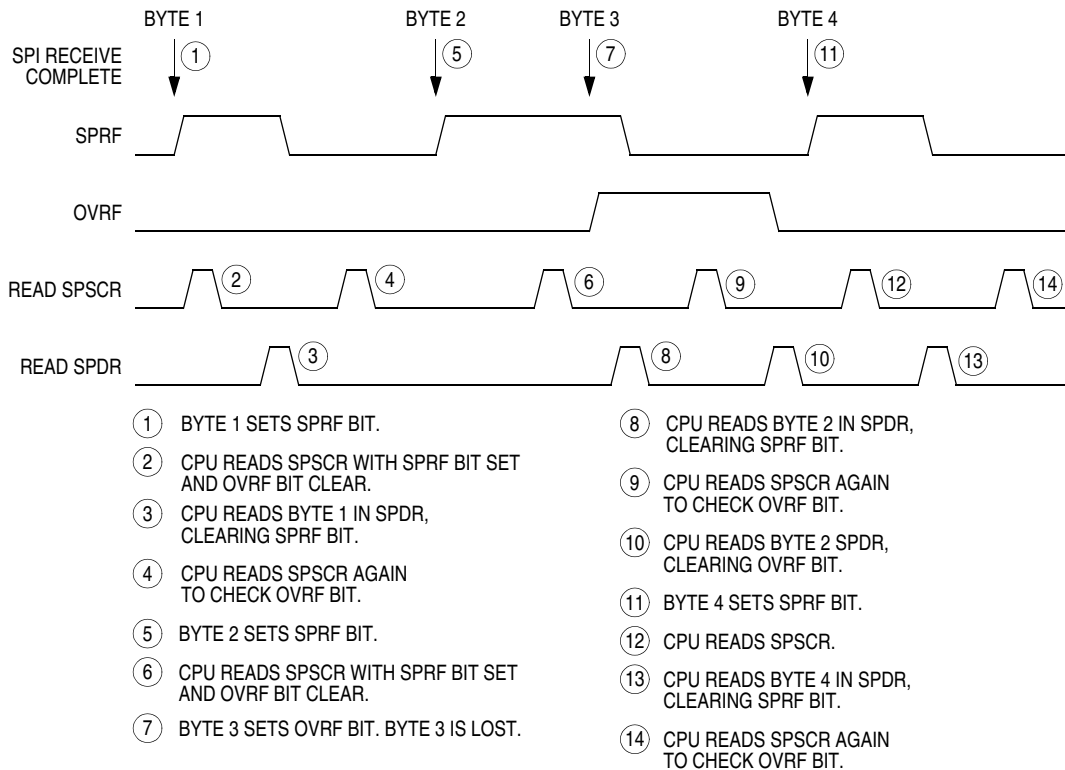 BYTE 1 BYTE 2 BYTE 3 BYTE 4
SPI RECEIVE
COMPLETE
1 5 7 11
SPRF
OVRF
READ SPSCR
2 4 6 9 12 14
READ SPDR
3 8 10 13
1 BYTE 1 SETS SPRF BIT.
2 CPU READS SPSCR WITH SPRF BIT SET
AND OVRF BIT CLEAR.
3 CPU READS BYTE 1 IN SPDR,
CLEARING SPRF BIT.
4 CPU READS SPSCR AGAIN
TO CHECK OVRF BIT.
5 BYTE 2 SETS SPRF BIT.
6 CPU READS SPSCR WITH SPRF BIT SET
AND OVRF BIT CLEAR.
7 BYTE 3 SETS OVRF BIT. BYTE 3 IS LOST.
8 CPU READS BYTE 2 IN SPDR,
CLEARING SPRF BIT.
9 CPU READS SPSCR AGAIN
TO CHECK OVRF BIT.
10 CPU READS BYTE 2 SPDR,
CLEARING OVRF BIT.
11 BYTE 4 SETS SPRF BIT.
12 CPU READS SPSCR.
13 CPU READS BYTE 4 IN SPDR,
CLEARING SPRF BIT.
14 CPU READS SPSCR AGAIN
TO CHECK OVRF BIT.